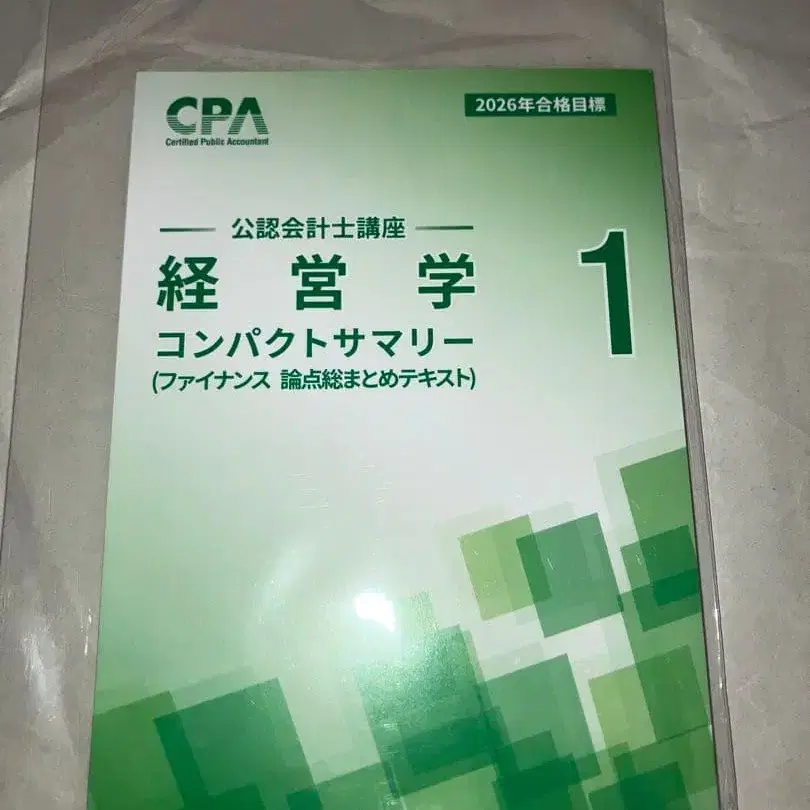 CPA
Certified Public Accountant
2026年合格目標
公認会計士講座
経営学
1
コンパクトサマリー
(ファイナンス 論点総まとめテキスト)